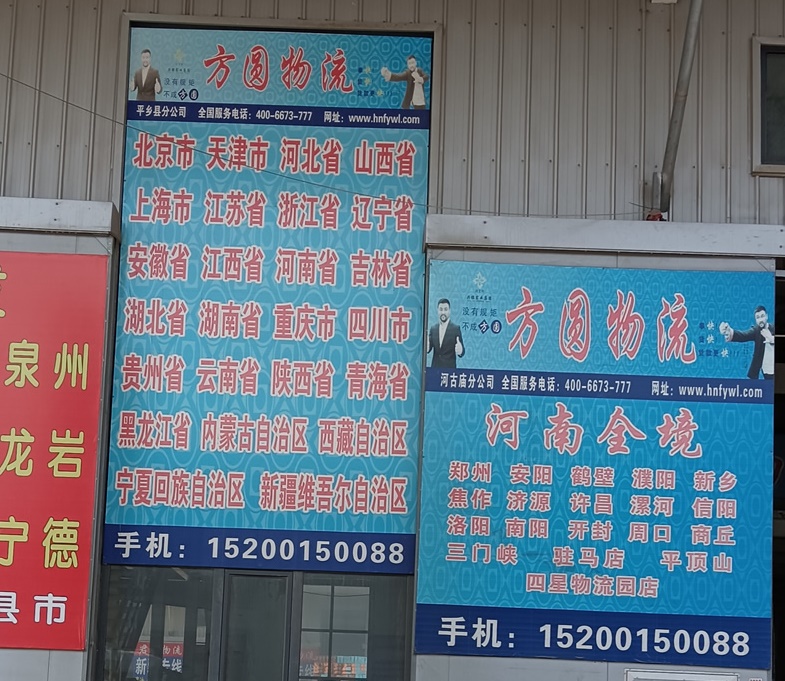 方圆物流
没有规矩
不成方圆
平乡县分公司 全国服务电话：400-6673-777 网址：www.hnfywl.com
北京市 天津市 河北省 山西省
上海市 江苏省 浙江省 辽宁省
安徽省 江西省 河南省 吉林省
湖北省 湖南省 重庆市 四川市
贵州省 云南省 陕西省 青海省
黑龙江省 内蒙古自治区 西藏自治区
宁夏回族自治区 新疆维吾尔自治区
手机：15200150088
泉州
龙岩
宁德
县市
方圆物流
没有规矩
不成方圆
河古庙分公司 全国服务电话：400-6673-777 网址：www.hnfywl.com
河南全境
郑州 安阳 鹤壁 濮阳 新乡
焦作 济源 许昌 漯河 信阳
洛阳 南阳 开封 周口 商丘
三门峡 驻马店 平顶山
四星物流园店
手机：15200150088